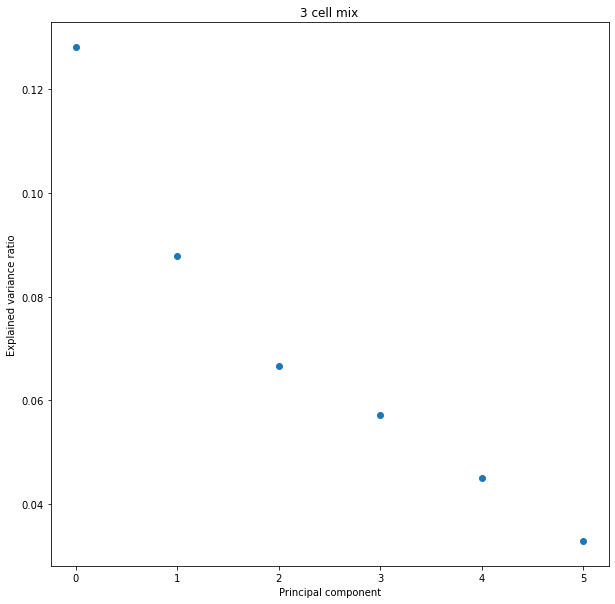 3 cell mix
0.12
0.10
0.08
0.06
0.04
Explained variance ratio
0 1 2 3 4 5
Principal component